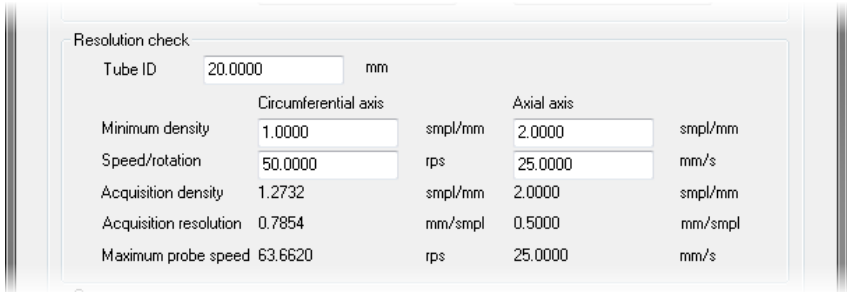 Resolution check
Tube ID 20.0000 mm
Circumferential axis Axial axis
Minimum density 1.0000 smpl/mm 2.0000 smpl/mm
Speed/rotation 50.0000 rps 25.0000 mm/s
Acquisition density 1.2732 smpl/mm 2.0000 smpl/mm
Acquisition resolution 0.7854 mm/smpl 0.5000 mm/smpl
Maximum probe speed 63.6620 rps 25.0000 mm/s